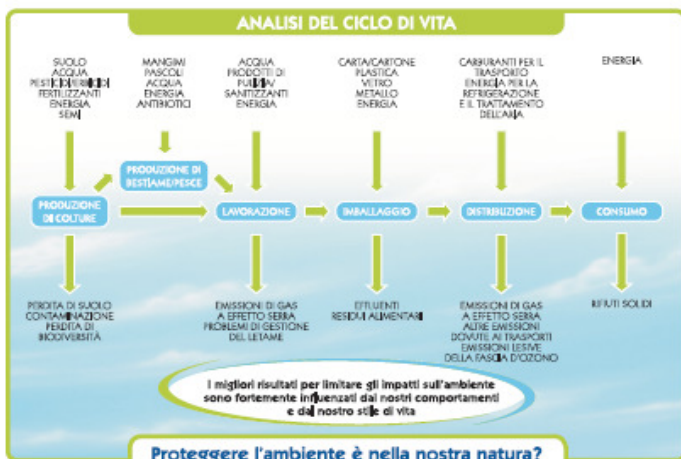 ANALISI DEL CICLO DI VITA
SUOLO
ACQUA
PESTICIDI/ERBICIDI
FERTILIZZANTI
ENERGIA
SEMI
MANGIMI
PASCOLI
ACQUA
ENERGIA
ANTIBIOTICI
ACQUA
PRODOTTI DI
PULIZIA/
SANITIZZANTI
ENERGIA
CARTA/CARTONE
PLASTICA
VETRO
METALLO
ENERGIA
CARBURANTI PER IL
TRASPORTO
ENERGIA PER LA
REFRIGERAZIONE
E IL TRATTAMENTO
DELL'ARIA
ENERGIA
PRODUZIONE DI
BESTIAME/PESCE
PRODUZIONE
DI COLTURE
LAVORAZIONE
IMBALLAGGIO
DISTRIBUZIONE
CONSUMO
PERDITA DI SUOLO
CONTAMINAZIONE
PERDITA DI
BIODIVERSITÀ
EMISSIONI DI GAS
A EFFETTO SERRA
PROBLEMI DI GESTIONE
DEL LETAME
EFFLUENTI
RESIDUI ALIMENTARI
EMISSIONI DI GAS
A EFFETTO SERRA
ALTRE EMISSIONI
DOVUTE AI TRASPORTI
EMISSIONI LESIVE
DELLA FASCIA D'OZONO
RIFIUTI SOLIDI
I migliori risultati per limitare gli impatti sull'ambiente
sono fortemente influenzati dai nostri comportamenti
e dal nostro stile di vita
Proteggere l'ambiente è nella nostra natura?